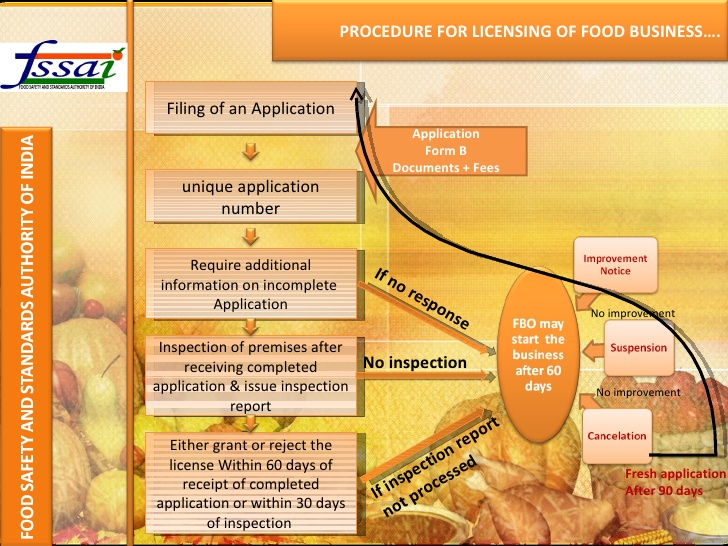 PROCEDURE FOR LICENSING OF FOOD BUSINESS....
fssai
FOOD SAFETY AND STANDARDS AUTHORITY OF INDIA
FOOD SAFETY AND STANDARDS AUTHORITY OF INDIA
Filing of an Application
Application
Form B
Documents + Fees
unique application
number
Require additional
information on incomplete
Application
If no response
Inspection of premises after
receiving completed
application & issue inspection
report
No inspection
Either grant or reject the
license Within 60 days of
receipt of completed
application or within 30 days
of inspection
If inspection report
not processed
FBO may
start the
business
after 60
days
Improvement
Notice
No improvement
Suspension
No improvement
Cancelation
Fresh application
After 90 days